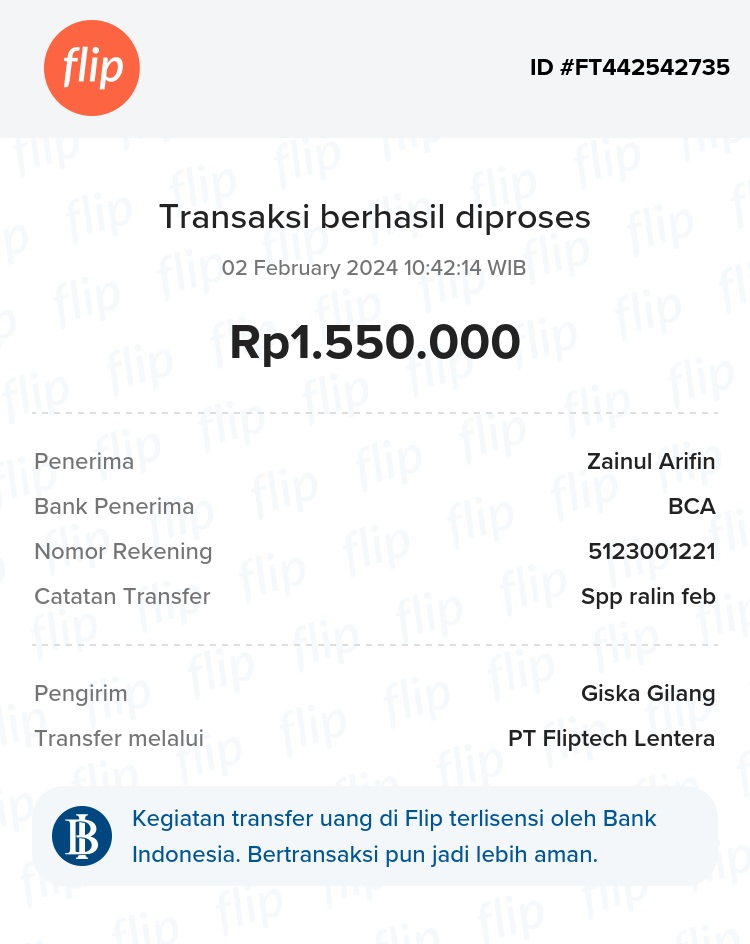 flip
ID #FT442542735
Transaksi berhasil diproses
02 February 2024 10:42:14 WIB
Rp1.550.000
Penerima Zainul Arifin
Bank Penerima BCA
Nomor Rekening 5123001221
Catatan Transfer Spp ralin feb
Pengirim Giska Gilang
Transfer melalui PT Fliptech Lentera
Kegiatan transfer uang di Flip terlisensi oleh Bank
Indonesia. Bertransaksi pun jadi lebih aman.